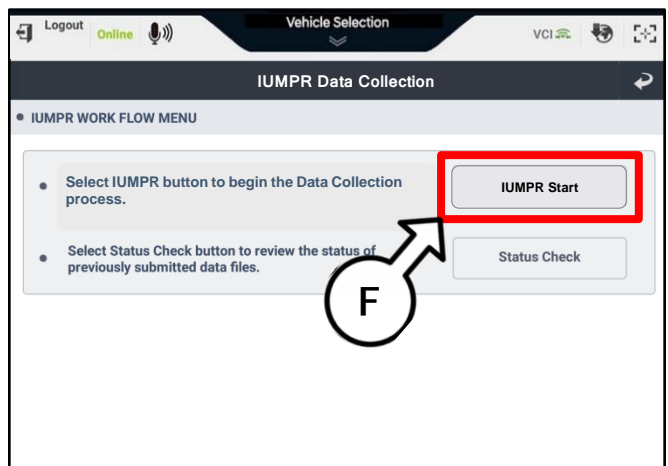 Logout Online Vehicle Selection VCI
IUMPR Data Collection
IUMPR WORK FLOW MENU
Select IUMPR button to begin the Data Collection
process.
IUMPR Start
Select Status Check button to review the status of
previously submitted data files.
Status Check
F